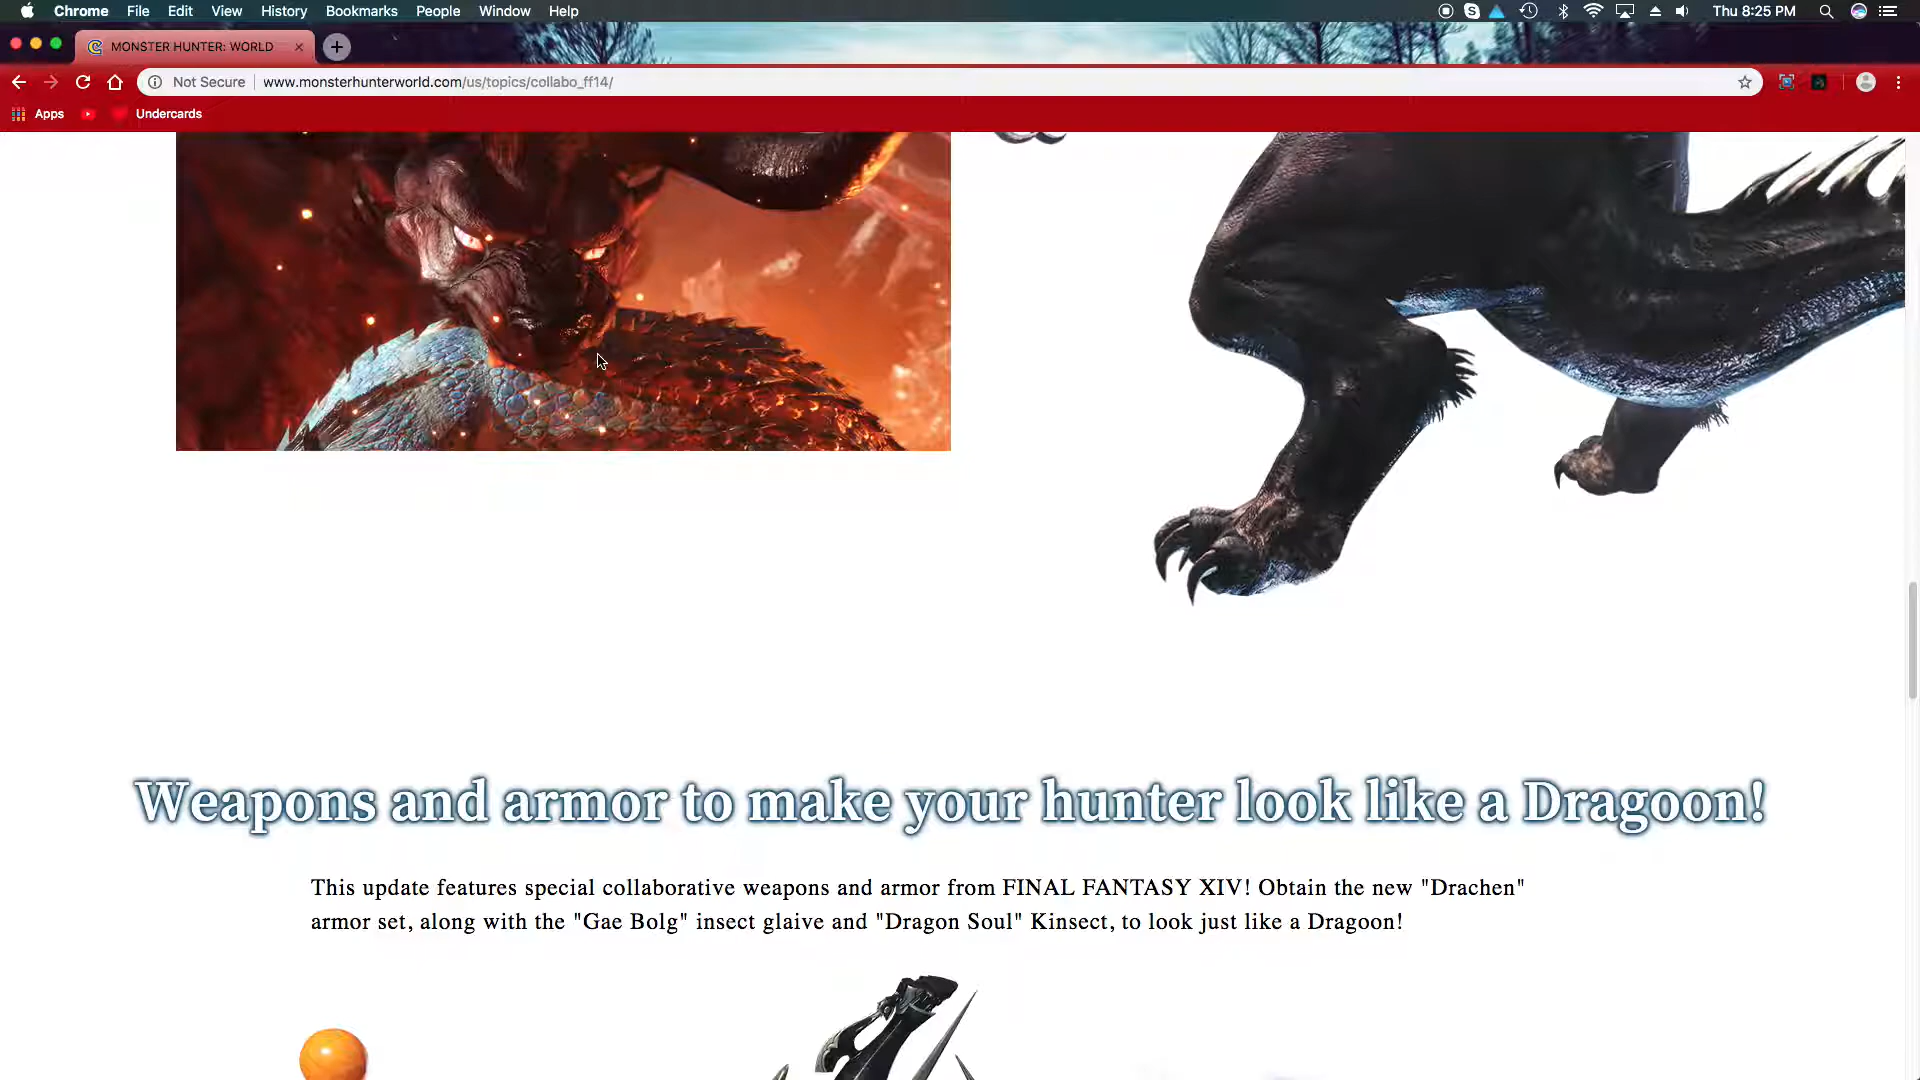 Chrome File Edit View History Bookmarks People Window Help Thu 8:25 PM
MONSTER HUNTER: WORLD
Not Secure www.monsterhunterworld.com/us/topics/collabo_ff14/
Apps Undercards
Weapons and armor to make your hunter look like a Dragoon!
This update features special collaborative weapons and armor from FINAL FANTASY XIV! Obtain the new "Drachen"
armor set, along with the "Gae Bolg" insect glaive and "Dragon Soul" Kinsect, to look just like a Dragoon!